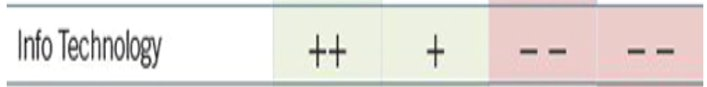 Info Technology ++ + – – – –